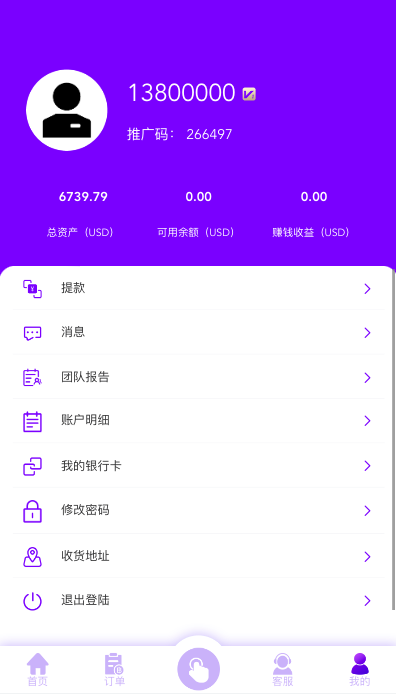 13800000
推广码： 266497
6739.79 0.00 0.00
总资产（USD） 可用余额（USD） 赚钱收益（USD）
提款
消息
团队报告
账户明细
我的银行卡
修改密码
收货地址
退出登陆
首页 订单 客服 我的